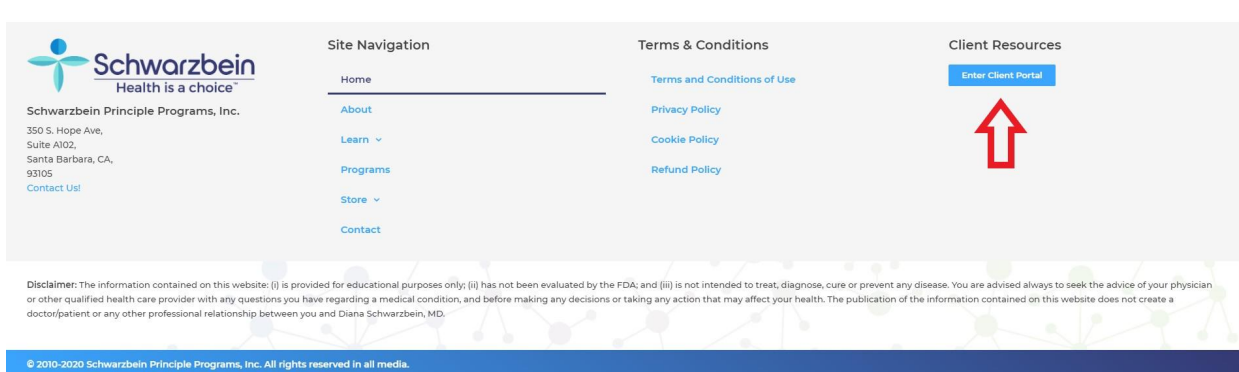 Schwarzbein
Health is a choice™
Schwarzbein Principle Programs, Inc.
350 S. Hope Ave,
Suite A102,
Santa Barbara, CA,
93105
Contact Us!
Site Navigation
Home
About
Learn
Programs
Store
Contact
Terms & Conditions
Terms and Conditions of Use
Privacy Policy
Cookie Policy
Refund Policy
Client Resources
Enter Client Portal
Disclaimer: The information contained on this website: (i) is provided for educational purposes only; (ii) has not been evaluated by the FDA; and (iii) is not intended to treat, diagnose, cure or prevent any disease. You are advised always to seek the advice of your physician
or other qualified health care provider with any questions you have regarding a medical condition, and before making any decisions or taking any action that may affect your health. The publication of the information contained on this website does not create a
doctor/patient or any other professional relationship between you and Diana Schwarzbein, MD.
© 2010-2020 Schwarzbein Principle Programs, Inc. All rights reserved in all media.